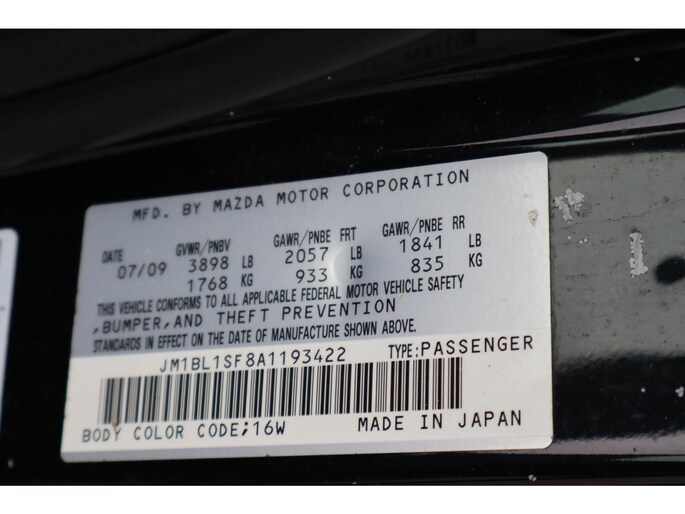 MFD. BY MAZDA MOTOR CORPORATION
DATE GVWR/PNBV GAWR/PNBE FRT GAWR/PNBE RR
07/09 3898 LB 2057 LB 1841 LB
1768 KG 933 KG 835 KG
THIS VEHICLE CONFORMS TO ALL APPLICABLE FEDERAL MOTOR VEHICLE SAFETY
,BUMPER,AND THEFT PREVENTION
STANDARDS IN EFFECT ON THE DATE OF MANUFACTURE SHOWN ABOVE.
JM1BL1SF8A1193422 TYPE:PASSENGER
BODY COLOR CODE;16W MADE IN JAPAN